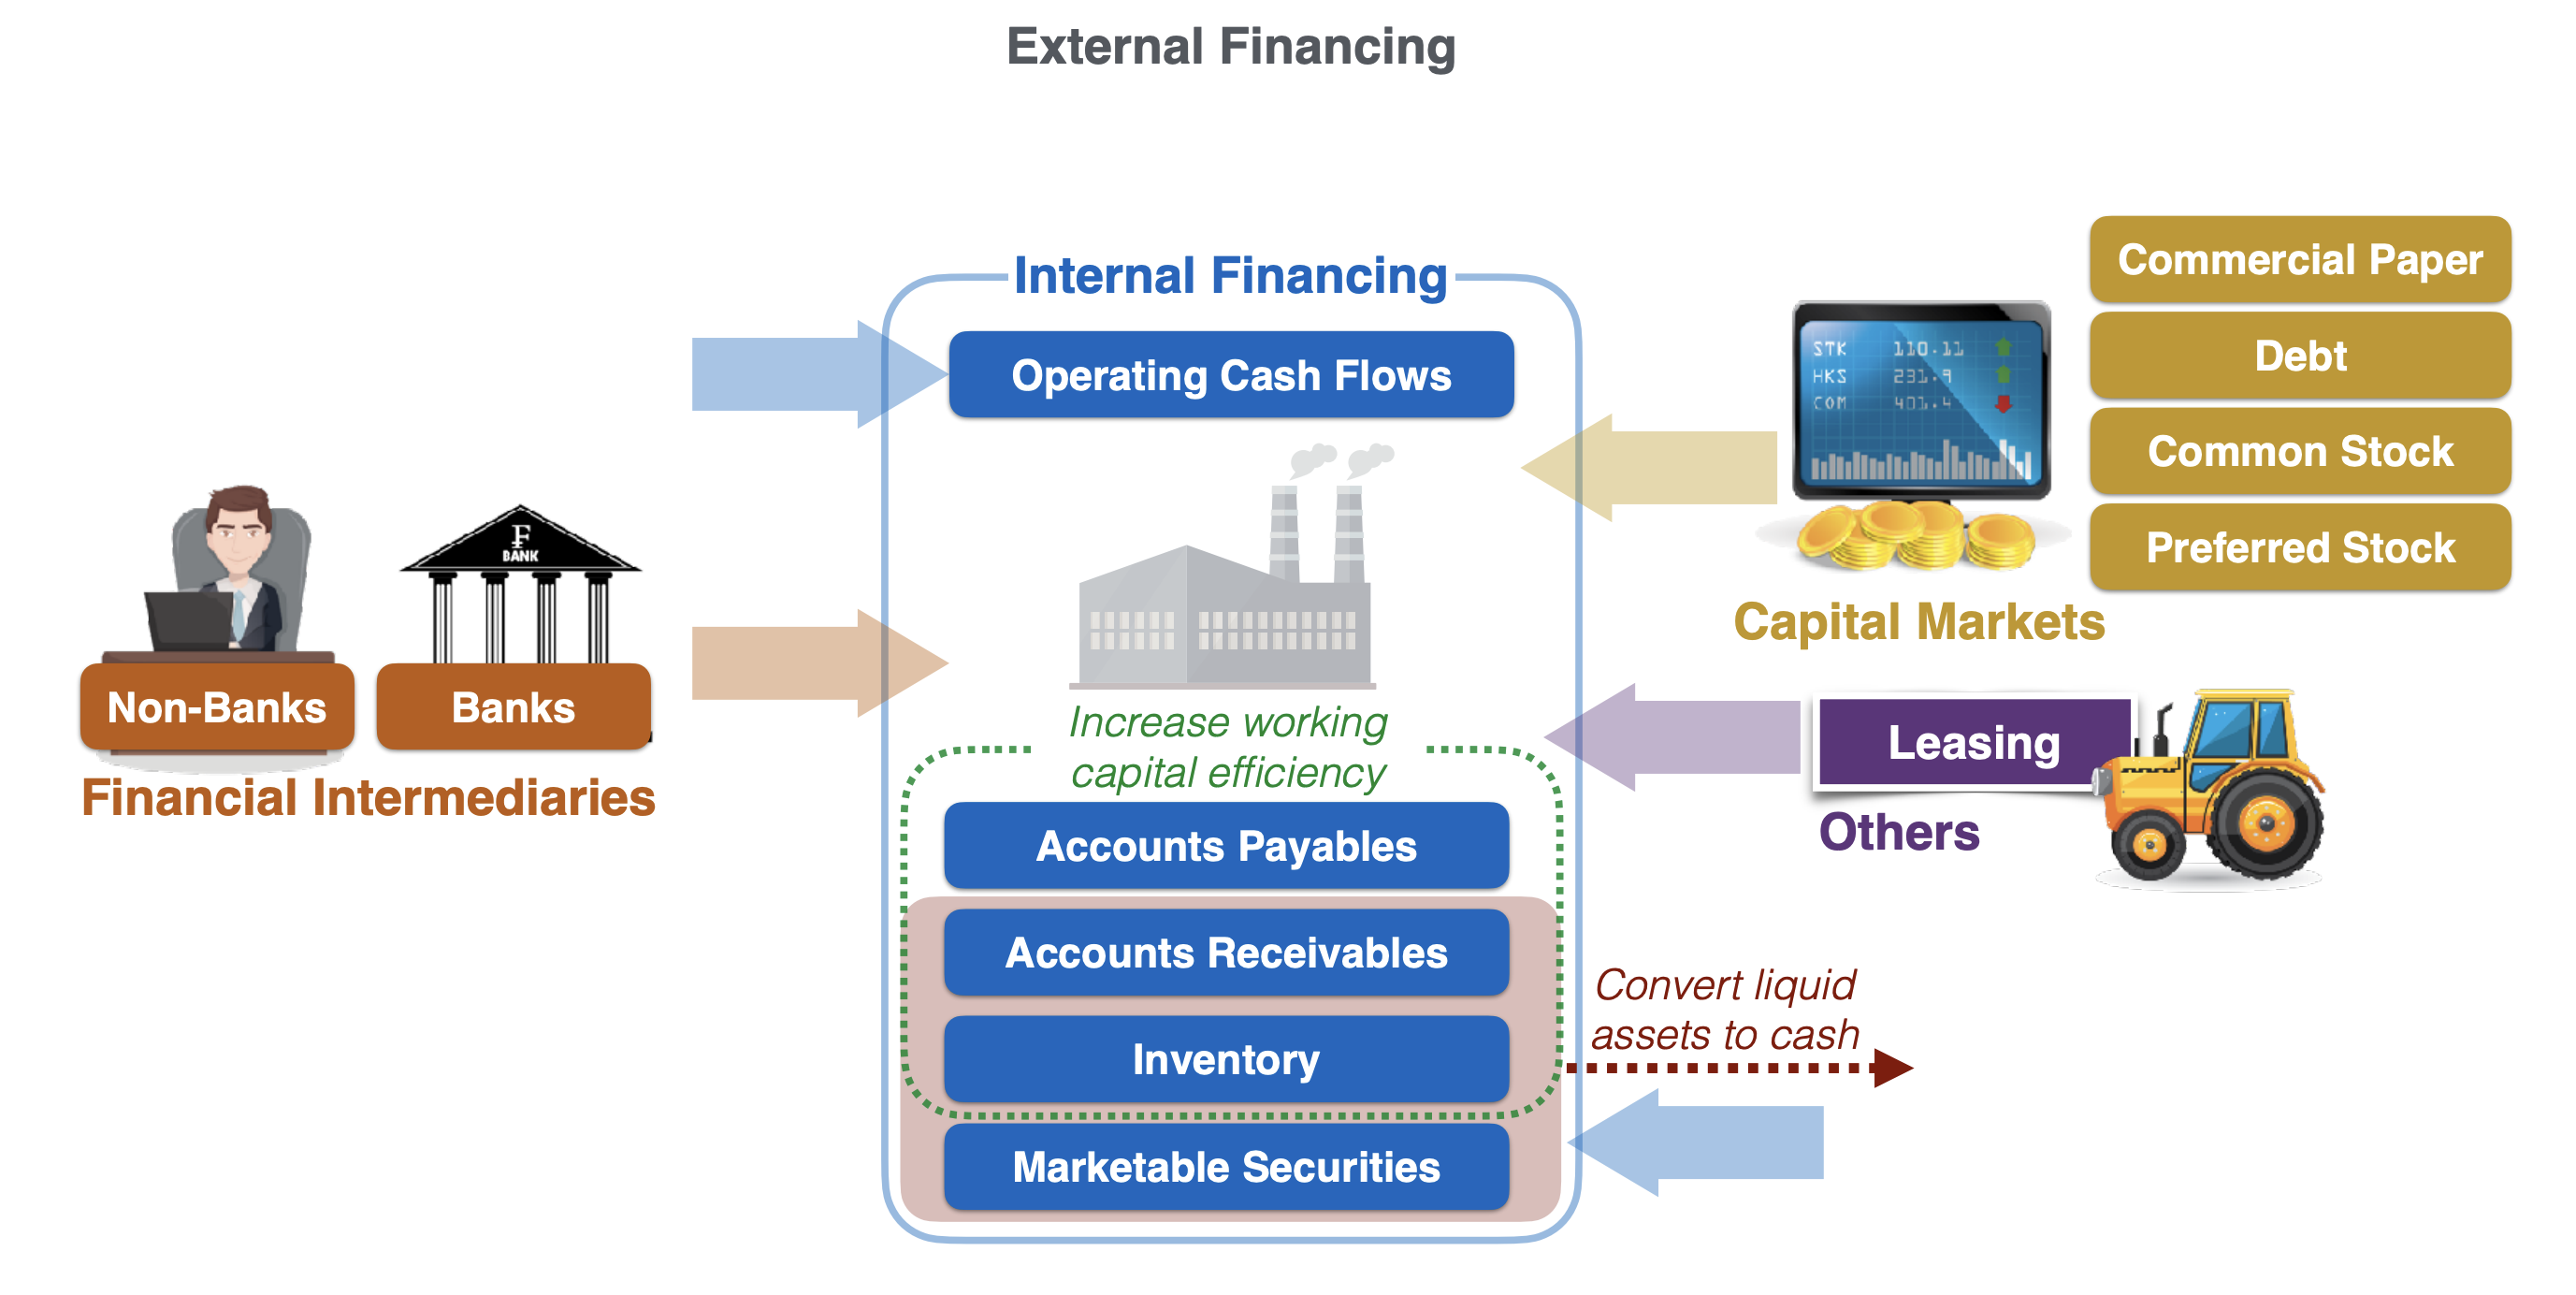 External Financing
Internal Financing
Operating Cash Flows
Commercial Paper
Debt
Common Stock
Preferred Stock
STK 110.11
HKS 231.9
COM 401.4
Capital Markets
₣
BANK
Non-Banks
Banks
Financial Intermediaries
Increase working
capital efficiency
Leasing
Others
Accounts Payables
Accounts Receivables
Inventory
Marketable Securities
Convert liquid
assets to cash